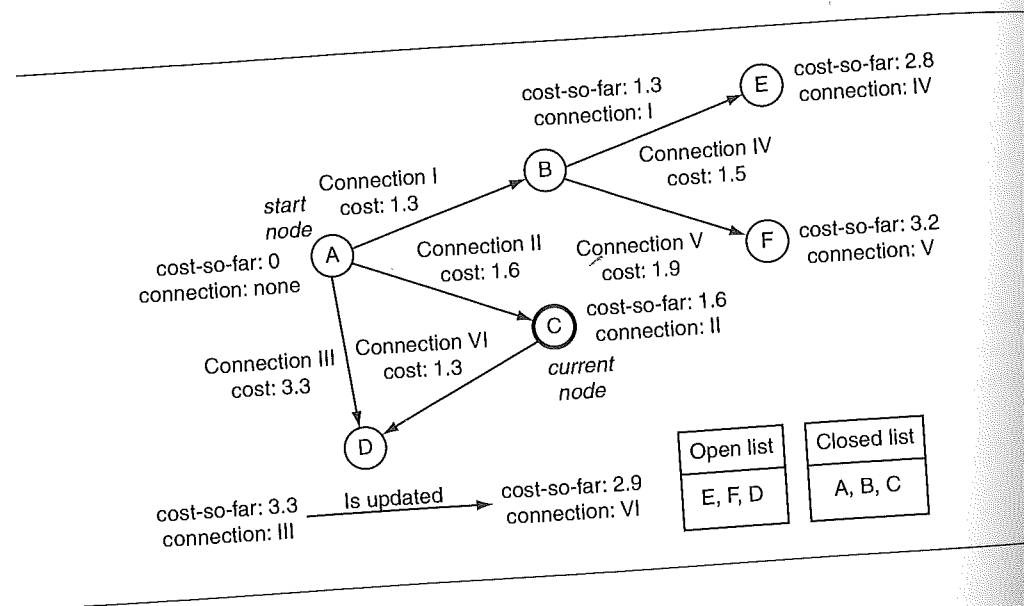 cost-so-far: 1.3
connection: I
E
cost-so-far: 2.8
connection: IV
B
Connection IV
cost: 1.5
start
node
Connection I
cost: 1.3
A
cost-so-far: 0
connection: none
Connection II
cost: 1.6
Connection V
cost: 1.9
F
cost-so-far: 3.2
connection: V
C
cost-so-far: 1.6
connection: II
current
node
Connection III
cost: 3.3
Connection VI
cost: 1.3
D
cost-so-far: 3.3
connection: III
Is updated
cost-so-far: 2.9
connection: VI
Open list
E, F, D
Closed list
A, B, C